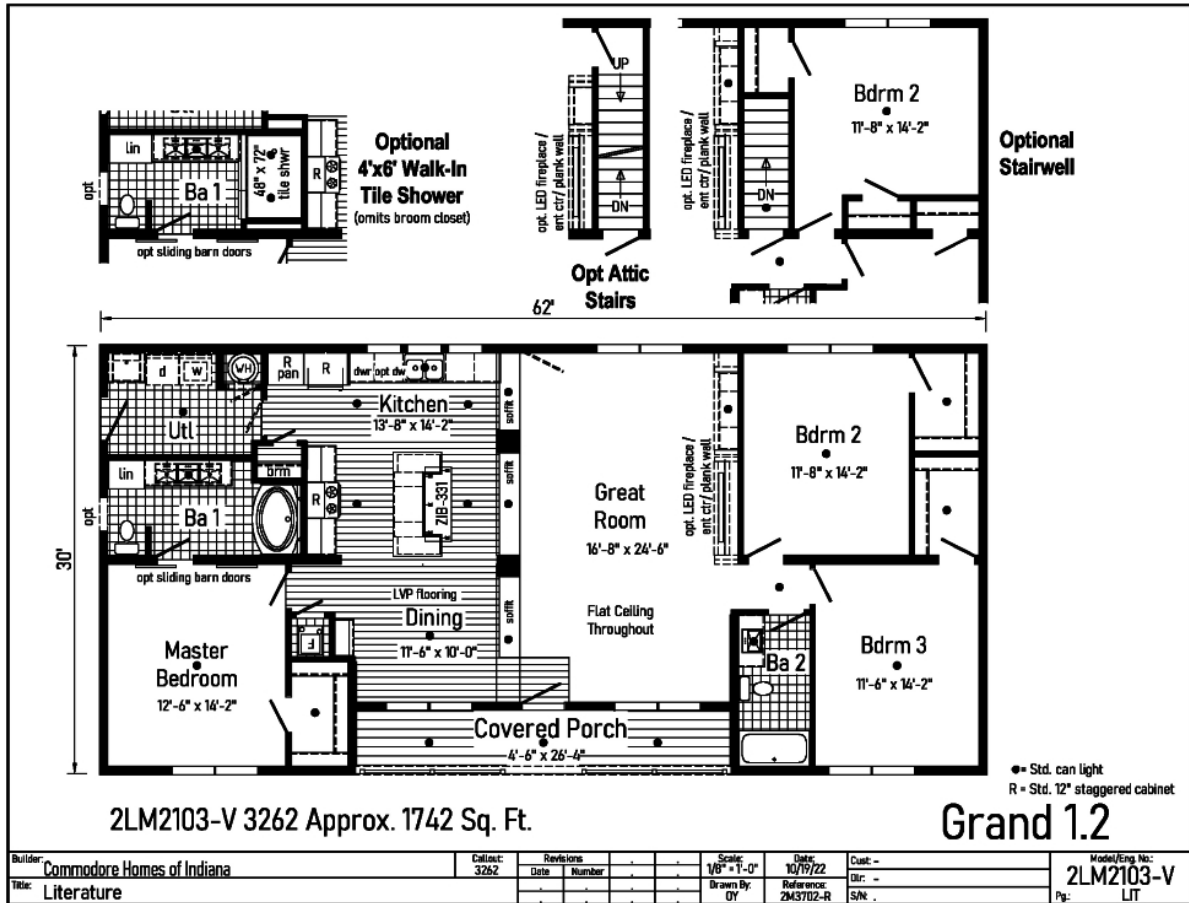 lin
Ba 1
48" x 72"
tile shwr
R
opt
opt sliding barn doors
Optional
4'x6' Walk-In
Tile Shower
(omits broom closet)
UP
DN
opt. LED fireplace /
ent ctr/ plank wall
Opt Attic
Stairs
opt. LED fireplace /
ent ctr/ plank wall
DN
Bdrm 2
11'-8" x 14'-2"
Optional
Stairwell
62'
30'
d
w
WH
R
pan
R
dwr
opt dw
Utl
Kitchen
13'-8" x 14'-2"
soffit
lin
brm
Ba 1
R
ZIB-331
soffit
opt
opt sliding barn doors
Great
Room
16'-8" x 24'-6"
opt. LED fireplace /
ent ctr/ plank wall
Bdrm 2
11'-8" x 14'-2"
LVP flooring
Dining
11'-6" x 10'-0"
soffit
F
Flat Ceiling
Throughout
Master
Bedroom
12'-6" x 14'-2"
Ba 2
Bdrm 3
11'-6" x 14'-2"
Covered Porch
4'-6" x 26'-4"
● = Std. can light
R = Std. 12" staggered cabinet
2LM2103-V 3262 Approx. 1742 Sq. Ft.
Grand 1.2
Builder: Commodore Homes of Indiana
Title: Literature
Callout:
3262
Revisions
Date Number
Scale:
1/8" = 1'-0"
Drawn By:
OY
Date:
10/19/22
Reference:
2M3702-R
Cust: -
Dlr: -
S/N: .
Model/Eng. No.:
2LM2103-V
Pg.: LIT